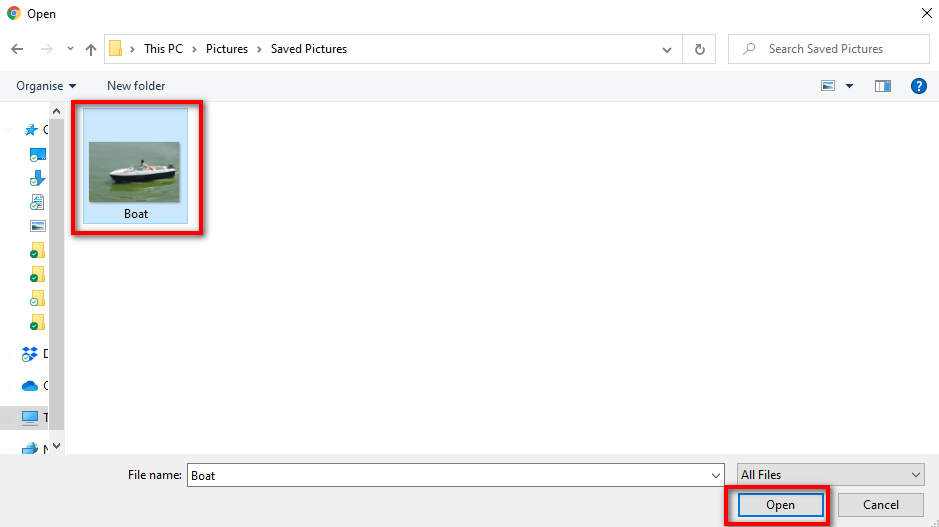 Open
This PC > Pictures > Saved Pictures
Search Saved Pictures
Organise New folder
?
Boat
File name: Boat All Files
Open Cancel